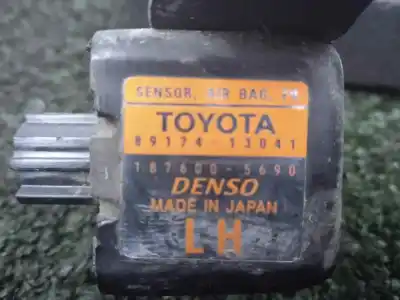 SENSOR, AIR BAG,
TOYOTA
89174-13041
187600-5690
DENSO
MADE IN JAPAN
LH